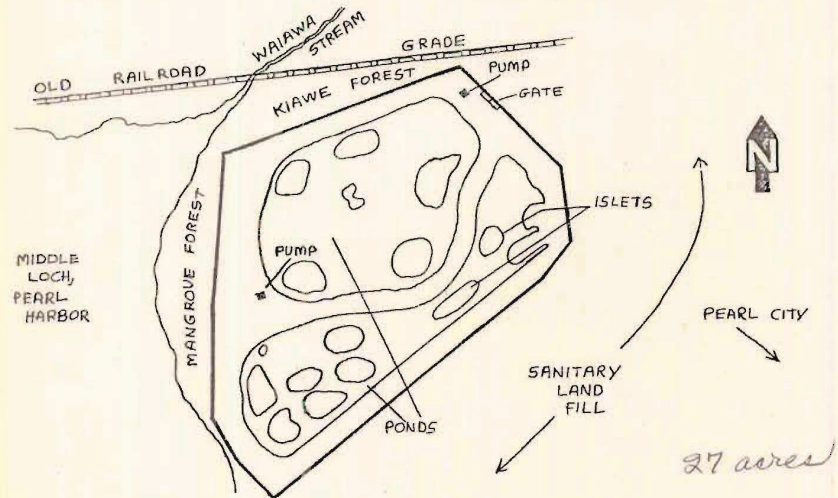 WAIAWA
STREAM
OLD RAILROAD GRADE
KIAWE FOREST
PUMP
GATE
N
MANGROVE FOREST
ISLETS
PUMP
MIDDLE
LOCH,
PEARL
HARBOR
PEARL CITY
SANITARY
LAND
FILL
PONDS
27 acres